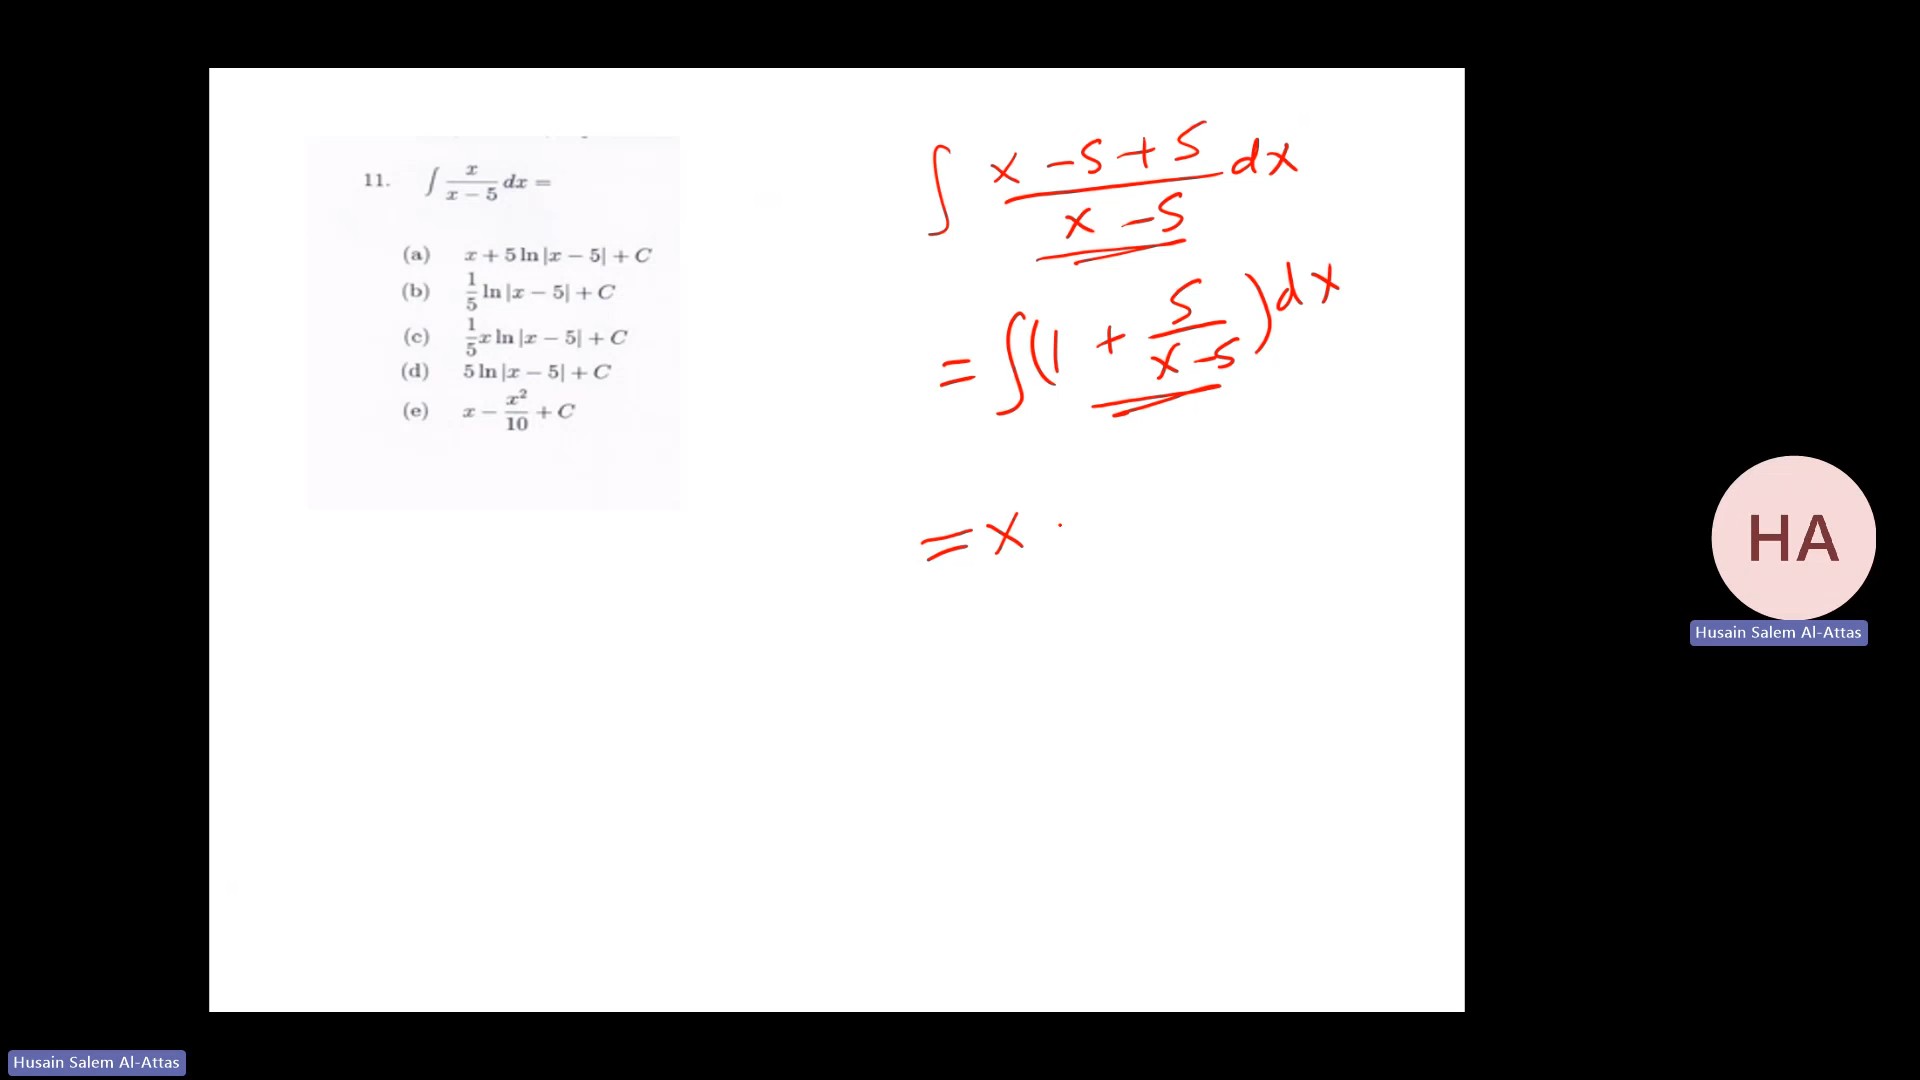 11. ∫ x/(x − 5) dx =
(a) x + 5 ln |x − 5| + C
(b) 1/5 ln |x − 5| + C
(c) 1/5 x ln |x − 5| + C
(d) 5 ln |x − 5| + C
(e) x − x²/10 + C
∫ (x − 5 + 5)/(x − 5) dx
= ∫ (1 + 5/(x − 5)) dx
= x
HA
Husain Salem Al-Attas
Husain Salem Al-Attas